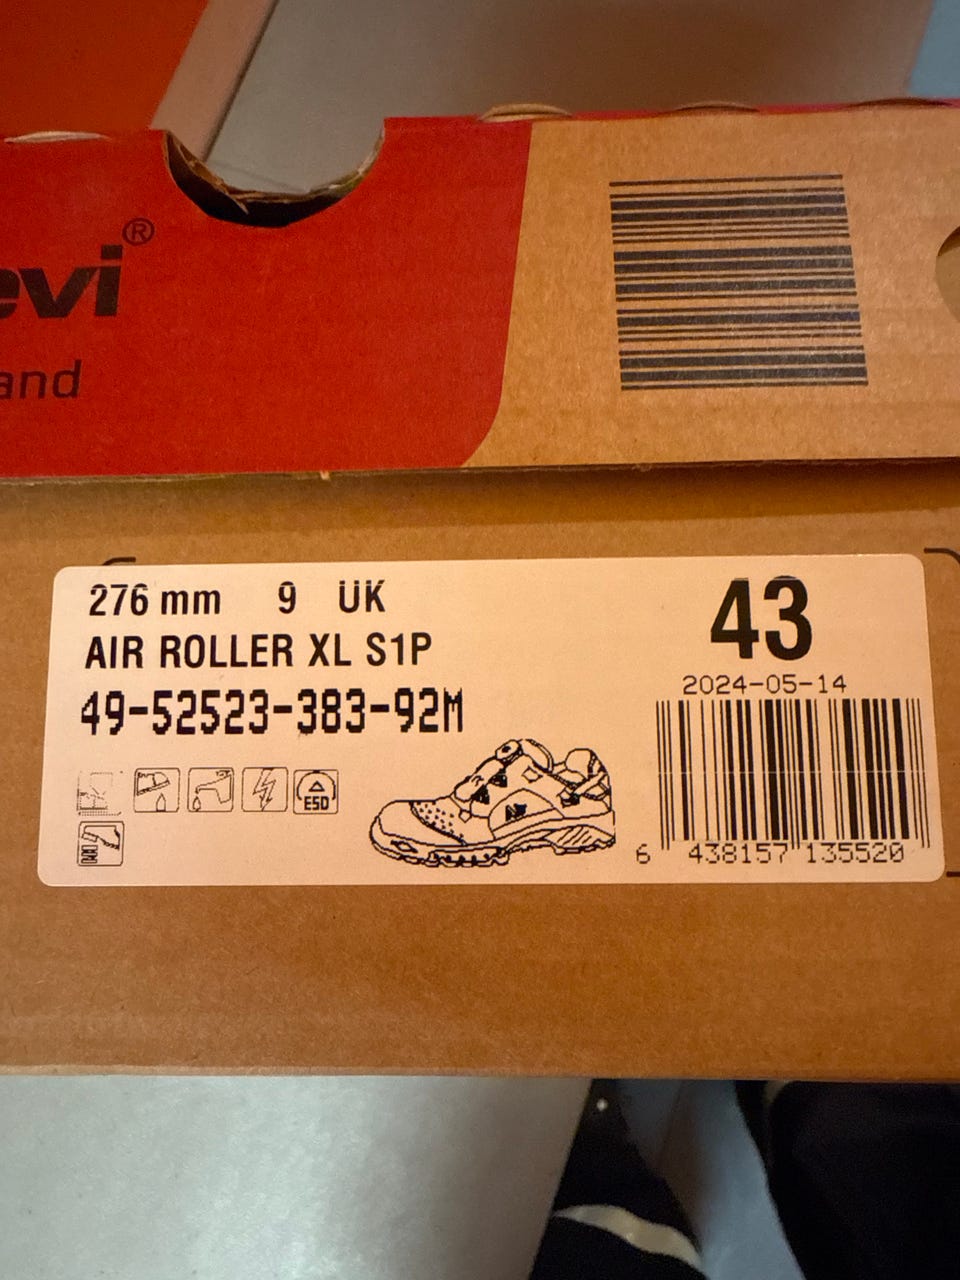 evi®
and
276 mm 9 UK
AIR ROLLER XL S1P
49-52523-383-92M
43
2024-05-14
ESD
6 438157 135520